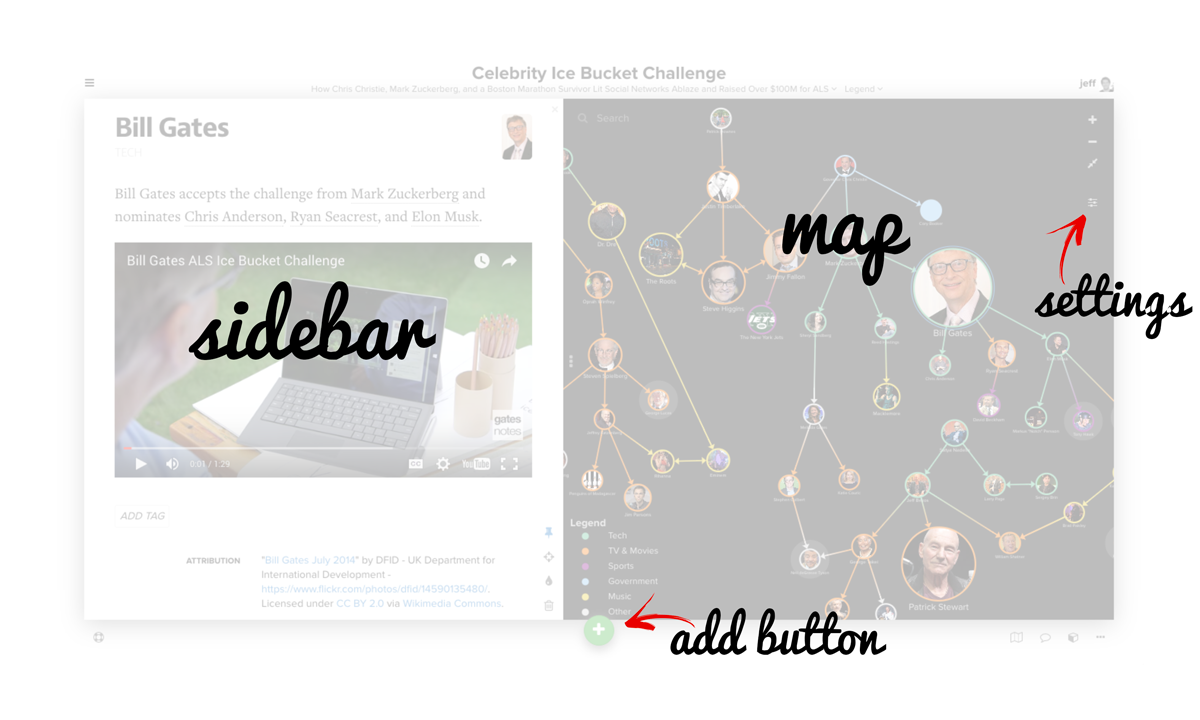 Celebrity Ice Bucket Challenge
How Chris Christie, Mark Zuckerberg, and a Boston Marathon Survivor Lit Social Networks Ablaze and Raised Over $100M for ALS
Legend
jeff
Bill Gates
TECH
Bill Gates accepts the challenge from Mark Zuckerberg and
nominates Chris Anderson, Ryan Seacrest, and Elon Musk.
Bill Gates ALS Ice Bucket Challenge
sidebar
gates
notes
0:01 / 1:29
CC
YouTube
ADD TAG
ATTRIBUTION
"Bill Gates July 2014" by DFID - UK Department for
International Development -
https://www.flickr.com/photos/dfid/14590135480/.
Licensed under CC BY 2.0 via Wikimedia Commons.
Search
map
settings
Dr. Dre
The Roots
Steve Higgins
Jimmy Fallon
JETS
The New York Jets
Bill Gates
Patrick Stewart
Legend
Tech
TV & Movies
Sports
Government
Music
Other
add button